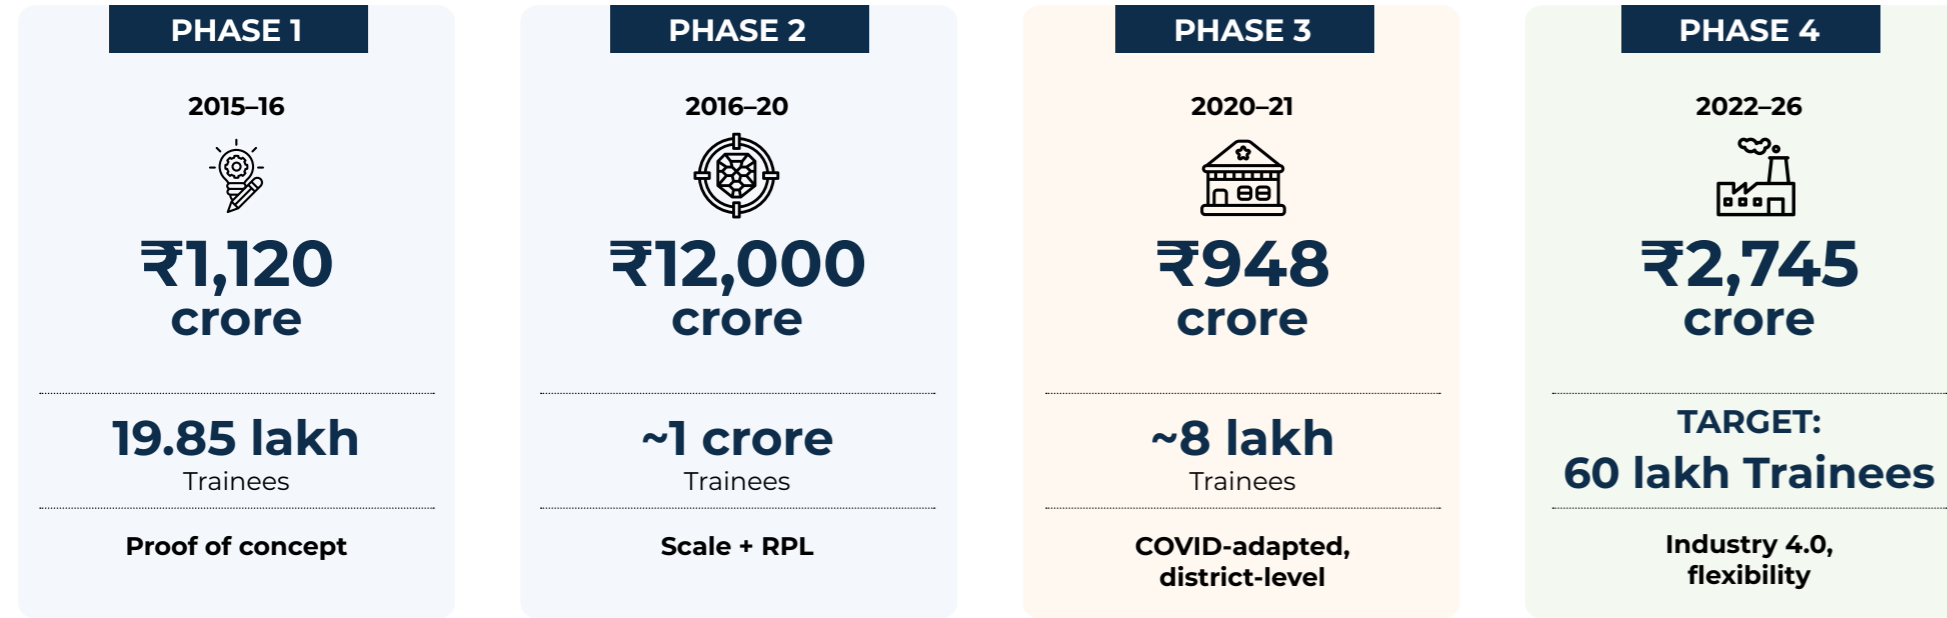 PHASE 1
2015–16
₹1,120
crore
19.85 lakh
Trainees
Proof of concept
PHASE 2
2016–20
₹12,000
crore
~1 crore
Trainees
Scale + RPL
PHASE 3
2020–21
₹948
crore
~8 lakh
Trainees
COVID-adapted,
district-level
PHASE 4
2022–26
₹2,745
crore
TARGET:
60 lakh Trainees
Industry 4.0,
flexibility